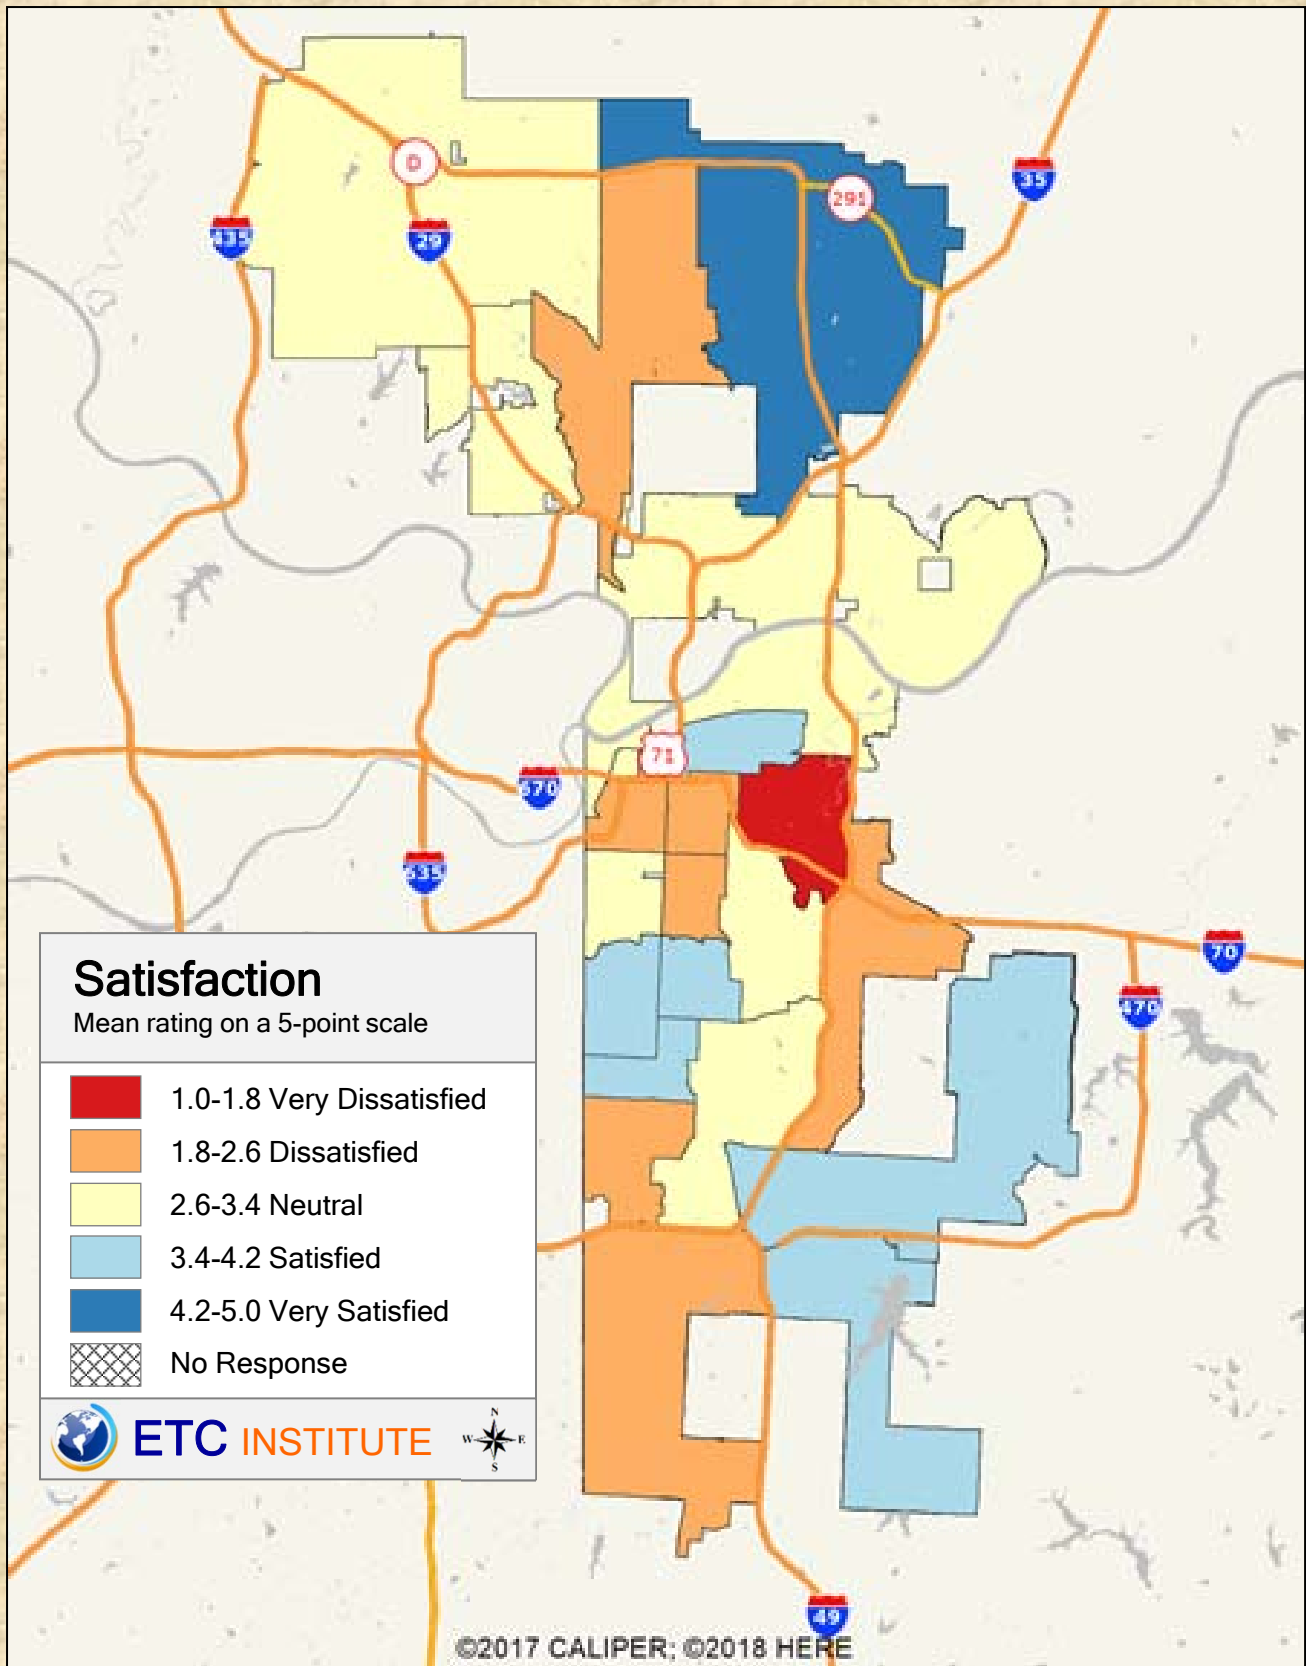 D
291
35
435
29
71
670
635
70
470
Satisfaction
Mean rating on a 5-point scale
1.0-1.8 Very Dissatisfied
1.8-2.6 Dissatisfied
2.6-3.4 Neutral
3.4-4.2 Satisfied
4.2-5.0 Very Satisfied
No Response
ETC INSTITUTE
N
W E
S
49
©2017 CALIPER; ©2018 HERE